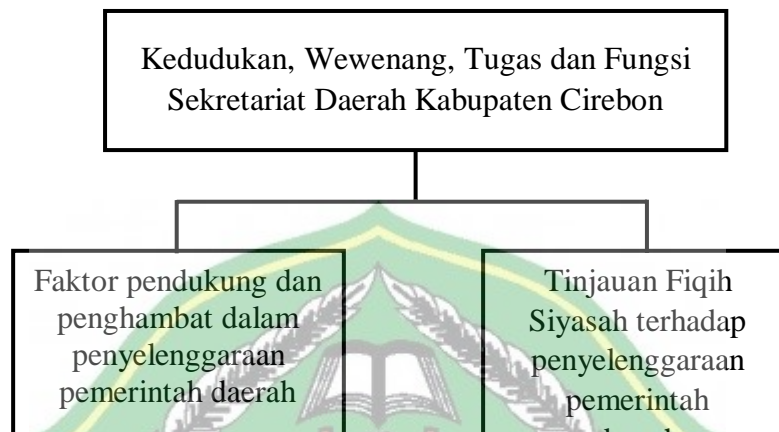 Kedudukan, Wewenang, Tugas dan Fungsi
Sekretariat Daerah Kabupaten Cirebon
Faktor pendukung dan
penghambat dalam
penyelenggaraan
pemerintah daerah
Tinjauan Fiqih
Siyasah terhadap
penyelenggaraan
pemerintah